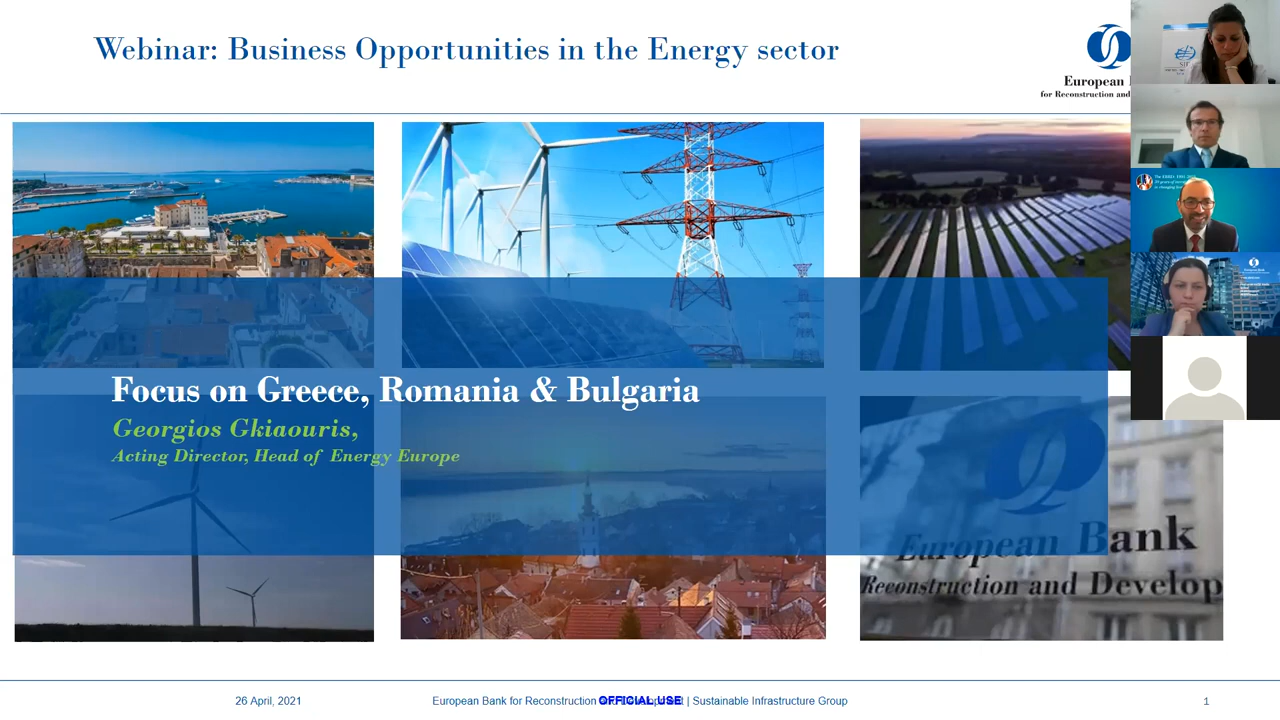 Webinar: Business Opportunities in the Energy sector
European
for Reconstruction and
Focus on Greece, Romania & Bulgaria
Georgios Gkiaouris,
Acting Director, Head of Energy Europe
European Bank
Reconstruction and Develop
26 April, 2021
European Bank for Reconstruction and Development | Sustainable Infrastructure Group
OFFICIAL USE
1